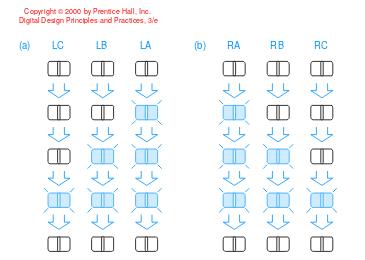 Copyright © 2000 by Prentice Hall, Inc.
Digital Design Principles and Practices, 3/e
(a) LC LB LA (b) RA RB RC